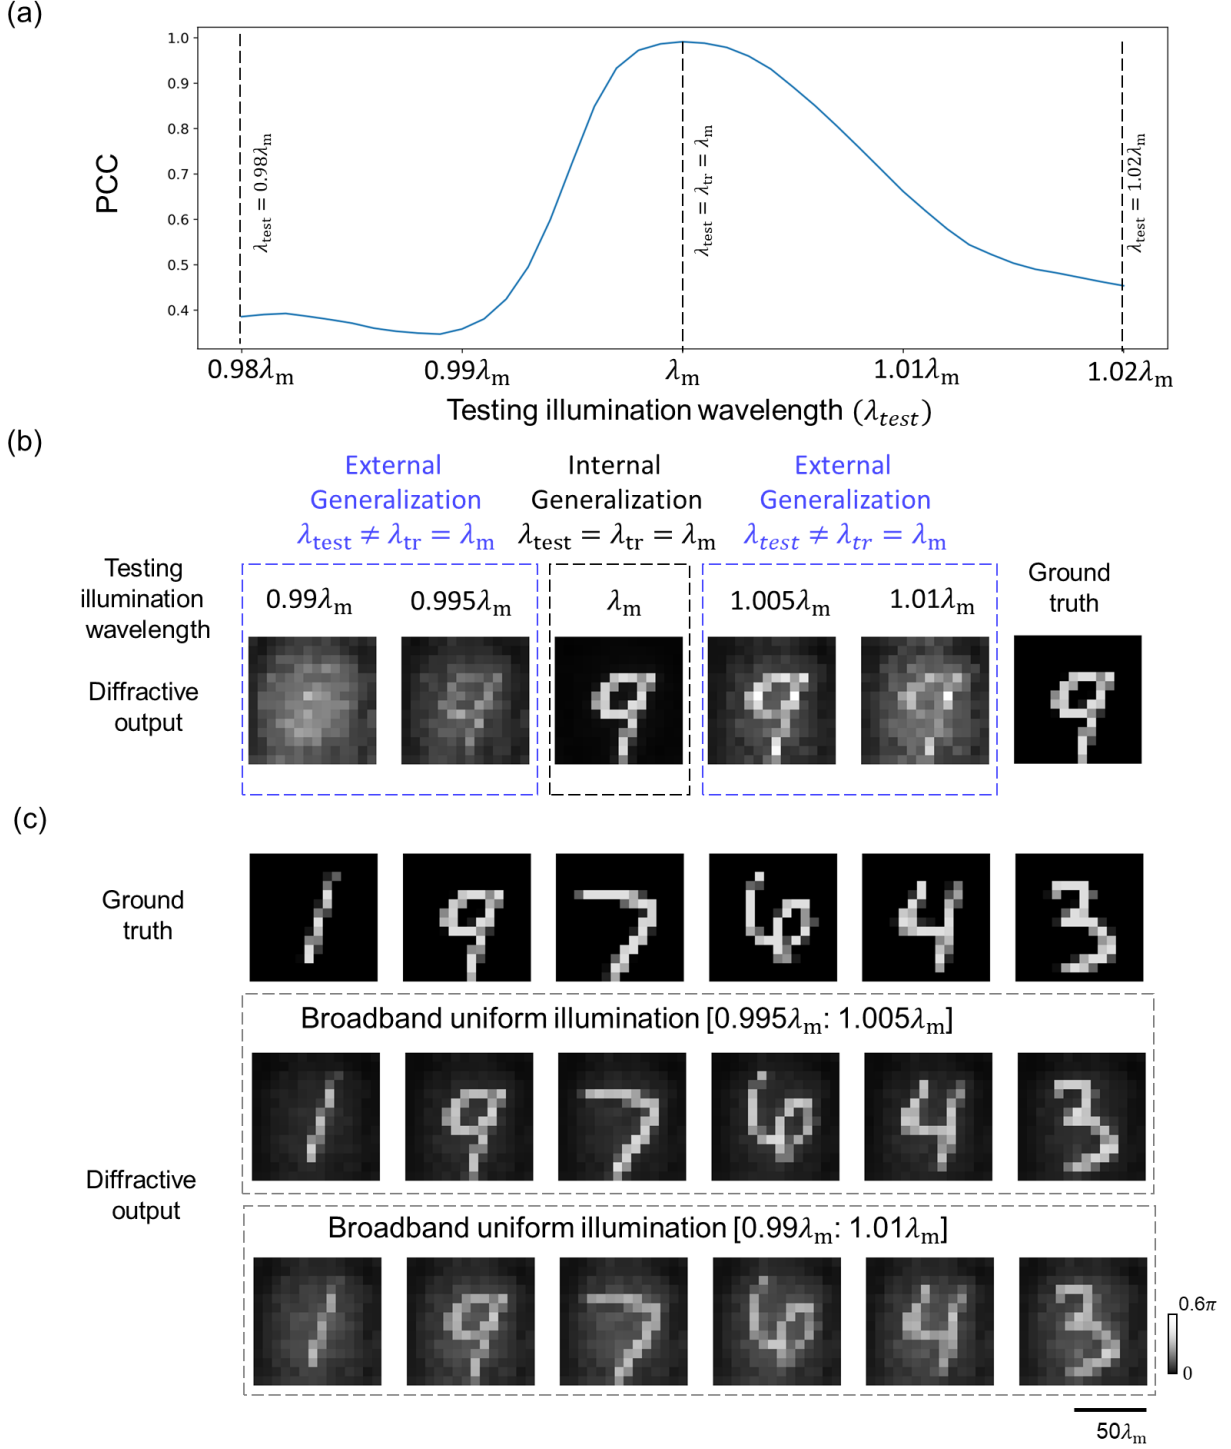 (a)
1.0
0.9
0.8
0.7
0.6
0.5
0.4
PCC
λtest = 0.98λm
λtest = λtr = λm
λtest = 1.02λm
0.98λm 0.99λm λm 1.01λm 1.02λm
Testing illumination wavelength (λtest)
(b)
External
Generalization
λtest ≠ λtr = λm
Internal
Generalization
λtest = λtr = λm
External
Generalization
λtest ≠ λtr = λm
Testing
illumination
wavelength
0.99λm 0.995λm λm 1.005λm 1.01λm
Ground
truth
Diffractive
output
(c)
Ground
truth
Broadband uniform illumination [0.995λm: 1.005λm]
Diffractive
output
Broadband uniform illumination [0.99λm: 1.01λm]
0.6π
0
50λm